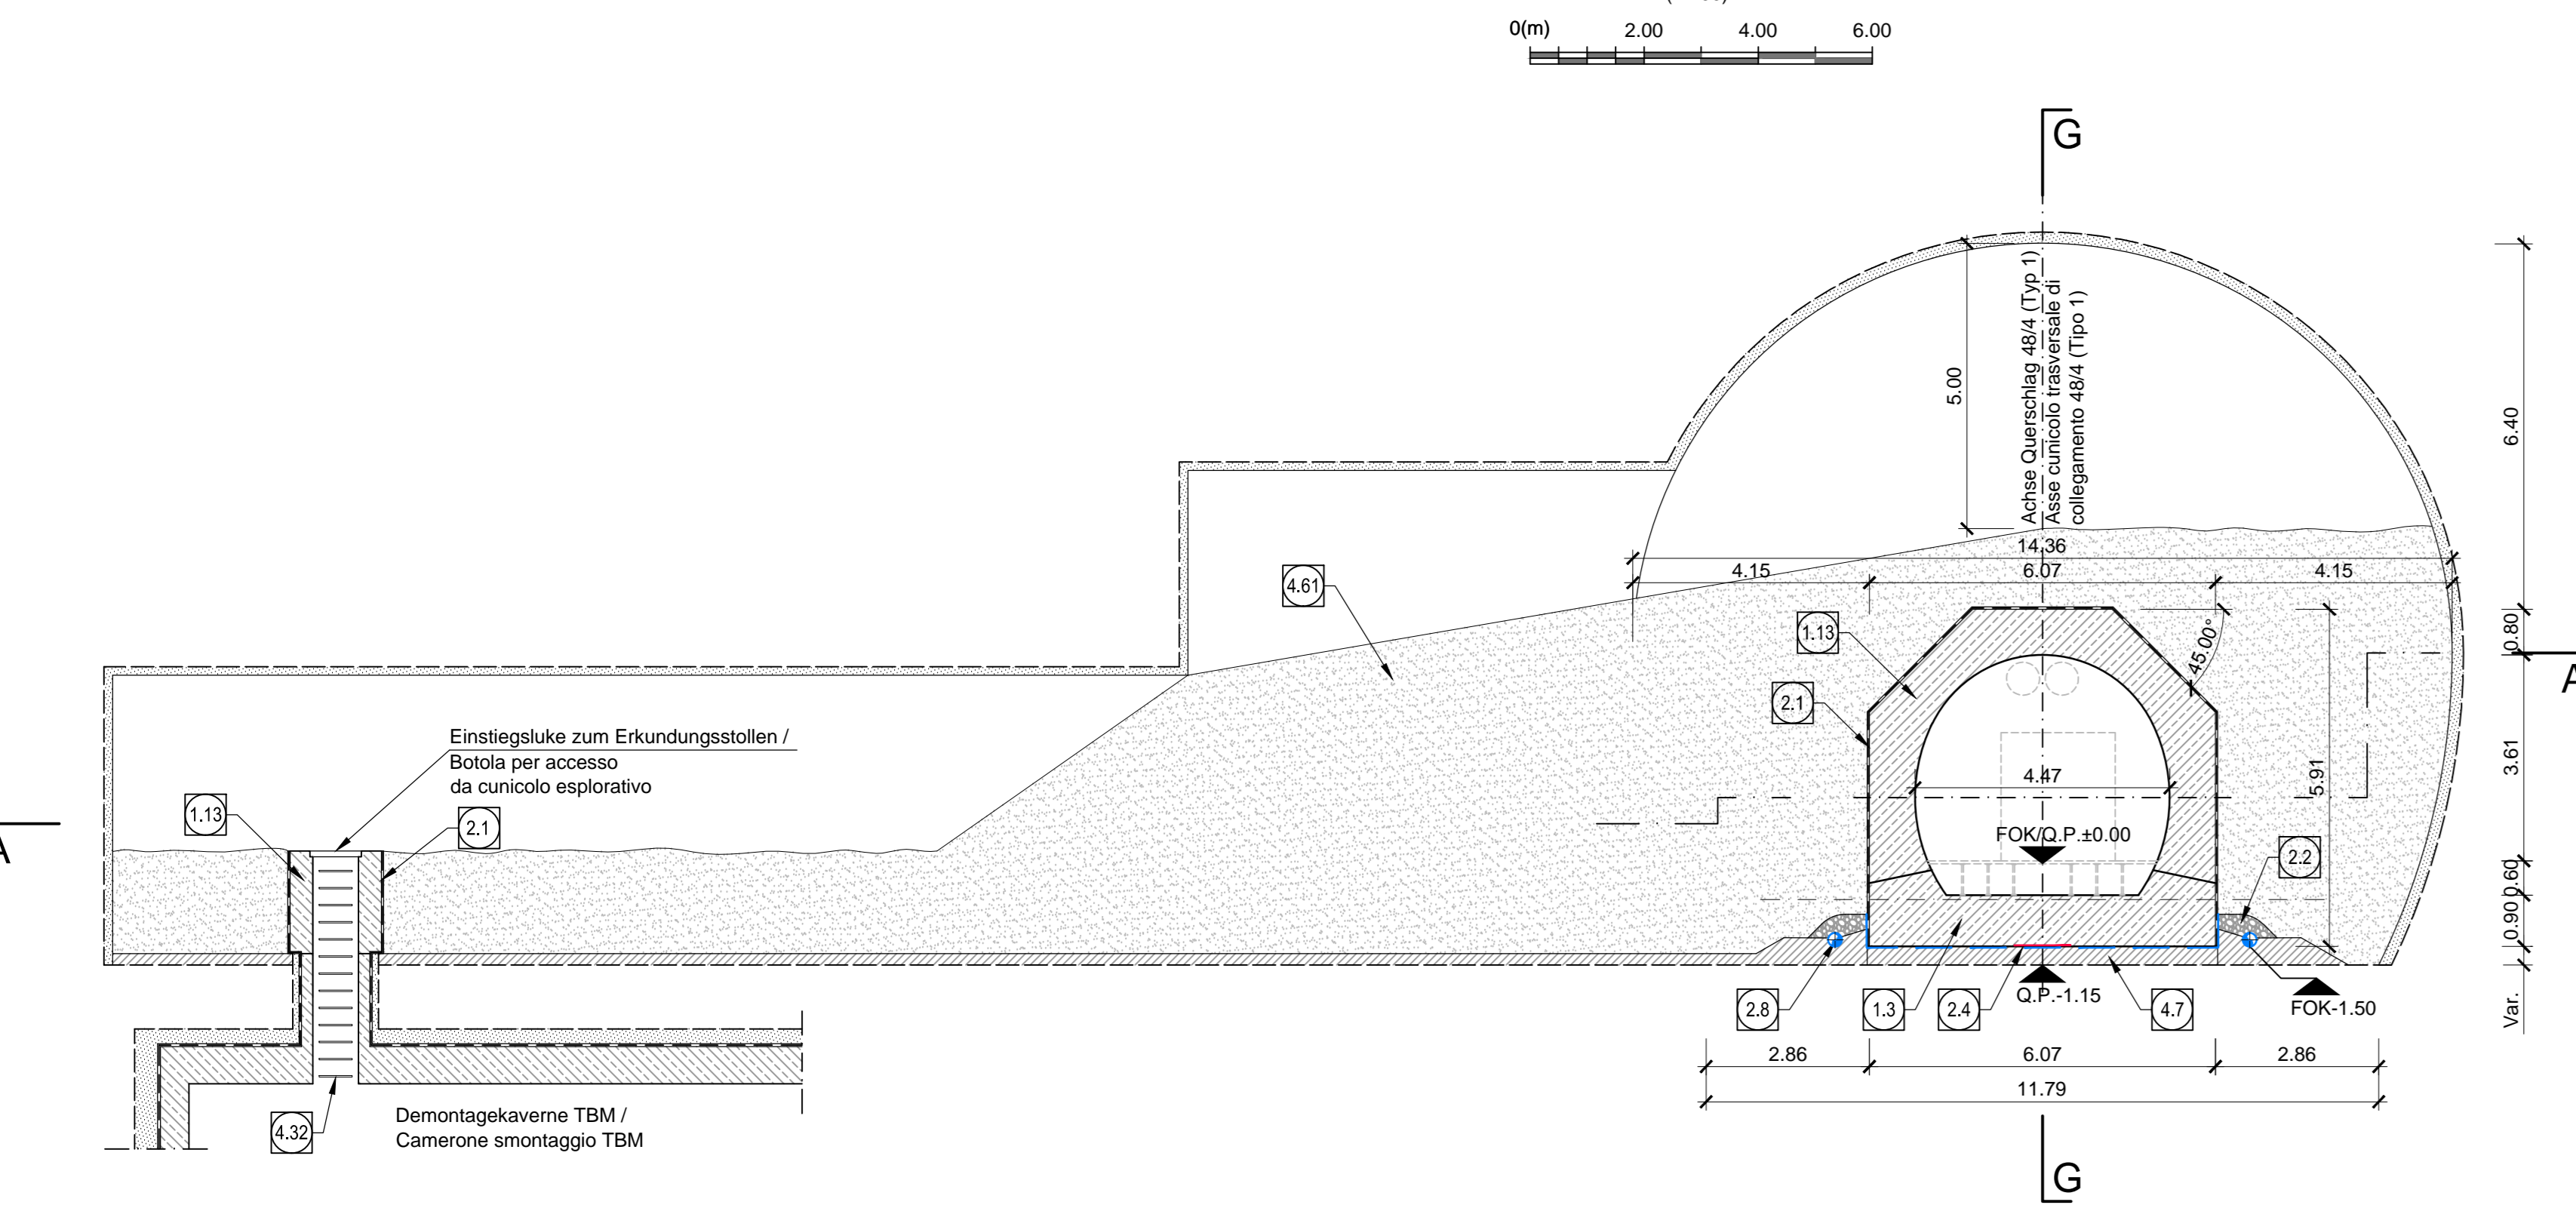 0(m) 2.00 4.00 6.00
G
Achse Querschlag 48/4 (Typ 1)
Asse cunicolo trasversale di
collegamento 48/4 (Tipo 1)
5.00
6.40
14.36
4.15 6.07 4.15
4.61
1.13
45.00°
0.80
A
2.1
Einstiegsluke zum Erkundungsstollen /
Botola per accesso
da cunicolo esplorativo
1.13
2.1
A
4.47
5.91
3.61
FOK/Q.P.±0.00
2.2
0.60
0.90
2.8
1.3
2.4
Q.P.-1.15
4.7
FOK-1.50
Var.
2.86 6.07 2.86
11.79
4.32
Demontagekaverne TBM /
Camerone smontaggio TBM
G